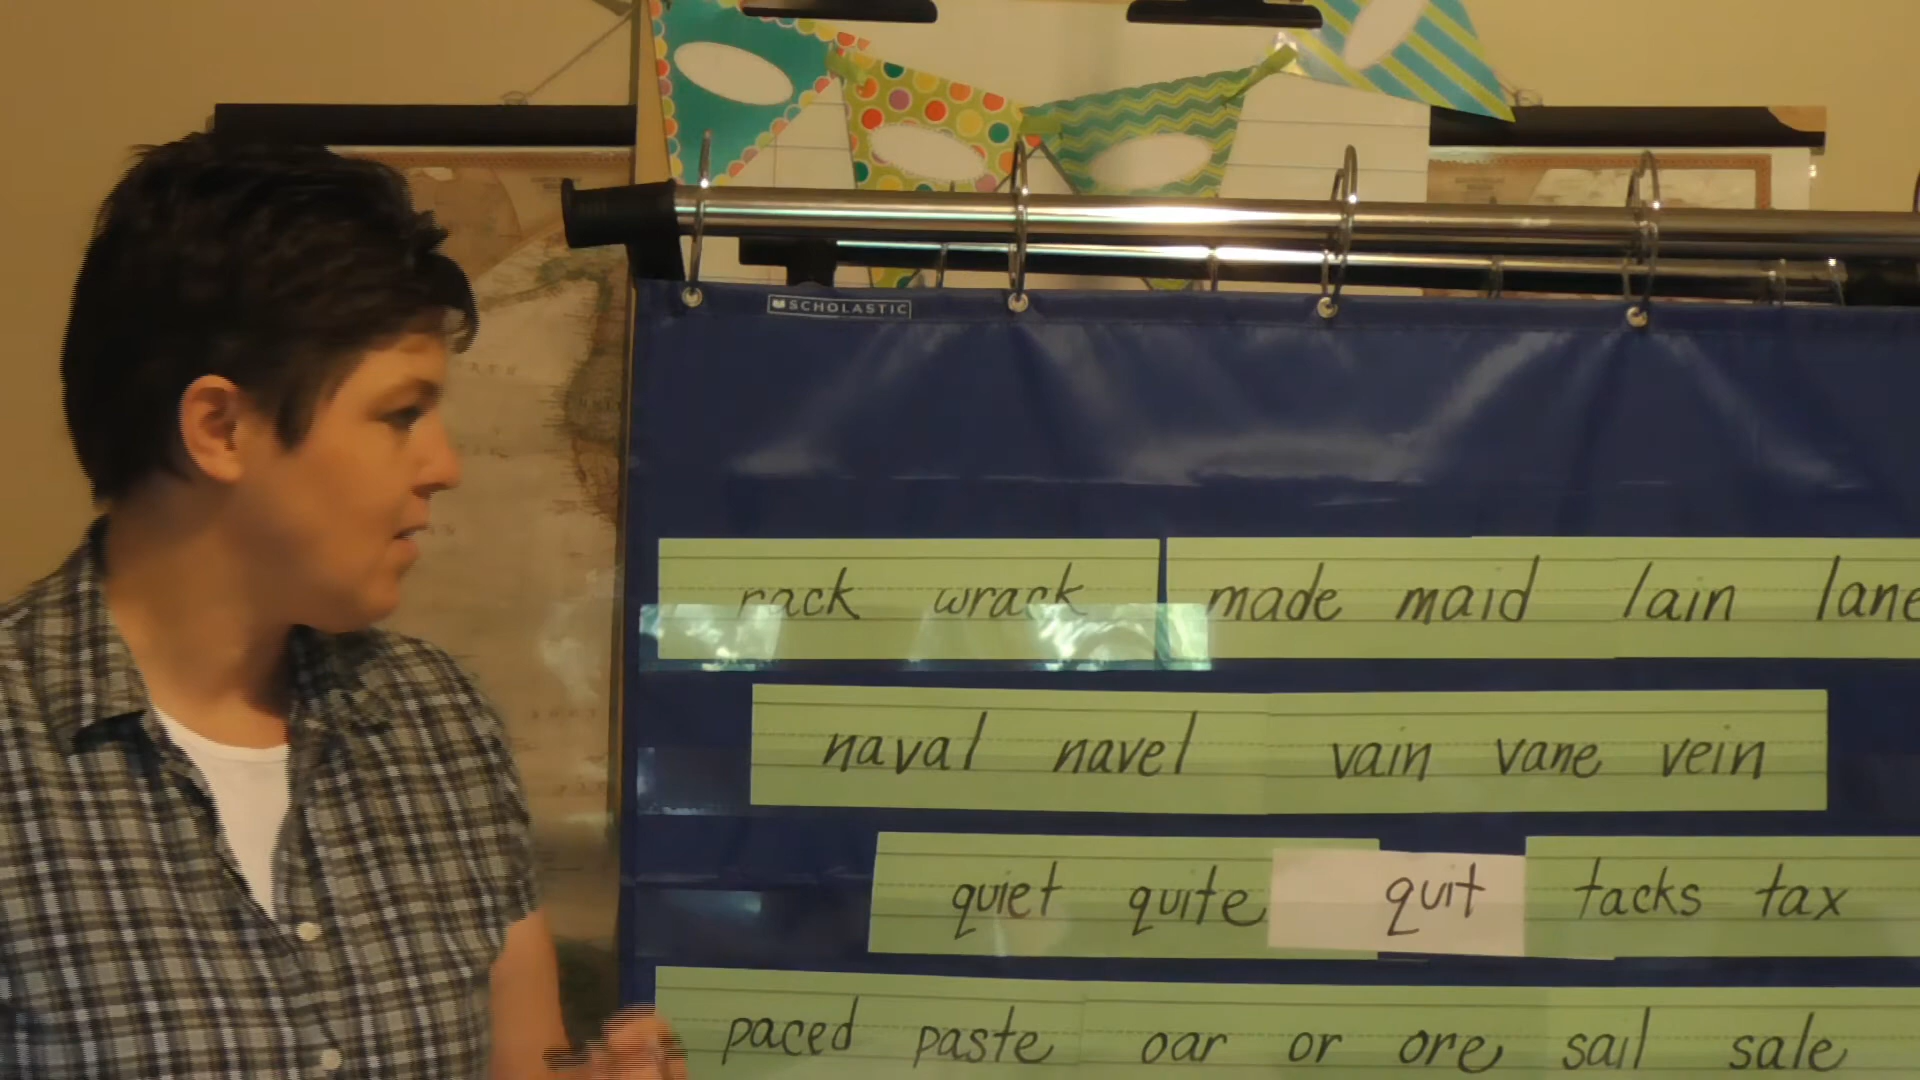 SCHOLASTIC
rack wrack made maid lain lane
naval navel vain vane vein
quiet quite quit tacks tax
paced paste oar or ore sail sale